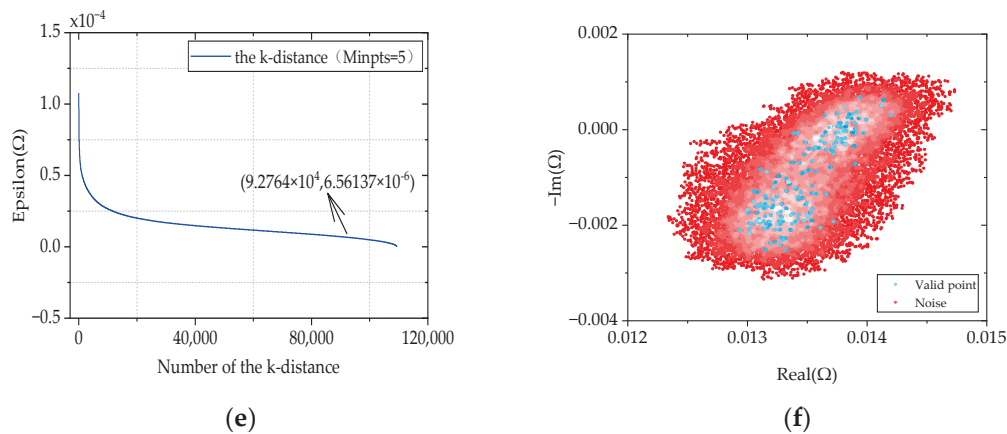 x10⁻⁴
1.5
1.0
0.5
0.0
−0.5
Epsilon(Ω)
the k-distance（Minpts=5）
(9.2764×10⁴,6.56137×10⁻⁶)
0
40,000
80,000
120,000
Number of the k-distance
(e)
0.002
0.000
−0.002
−0.004
−Im(Ω)
Valid point
Noise
0.012
0.013
0.014
0.015
Real(Ω)
(f)